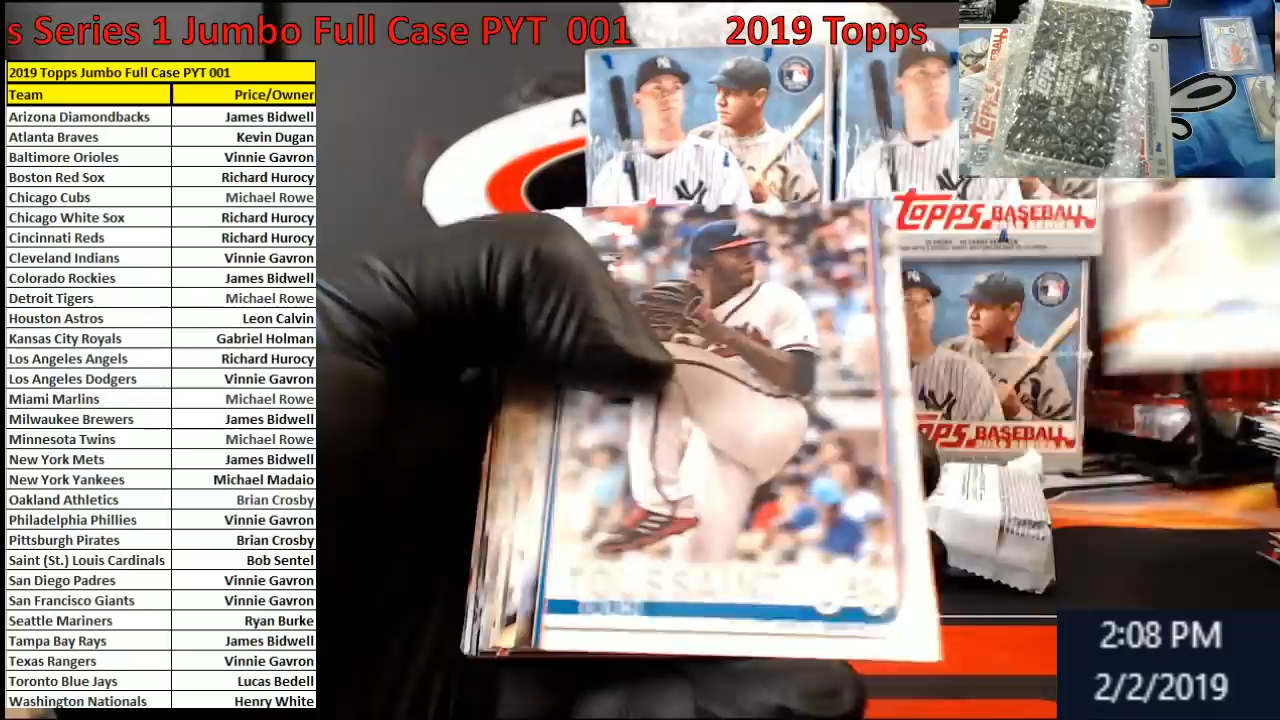 s Series 1 Jumbo Full Case PYT 001 2019 Topps
2019 Topps Jumbo Full Case PYT 001
Team Price/Owner
Arizona Diamondbacks James Bidwell
Atlanta Braves Kevin Dugan
Baltimore Orioles Vinnie Gavron
Boston Red Sox Richard Hurocy
Chicago Cubs Michael Rowe
Chicago White Sox Richard Hurocy
Cincinnati Reds Richard Hurocy
Cleveland Indians Vinnie Gavron
Colorado Rockies James Bidwell
Detroit Tigers Michael Rowe
Houston Astros Leon Calvin
Kansas City Royals Gabriel Holman
Los Angeles Angels Richard Hurocy
Los Angeles Dodgers Vinnie Gavron
Miami Marlins Michael Rowe
Milwaukee Brewers James Bidwell
Minnesota Twins Michael Rowe
New York Mets James Bidwell
New York Yankees Michael Madaio
Oakland Athletics Brian Crosby
Philadelphia Phillies Vinnie Gavron
Pittsburgh Pirates Brian Crosby
Saint (St.) Louis Cardinals Bob Sentel
San Diego Padres Vinnie Gavron
San Francisco Giants Vinnie Gavron
Seattle Mariners Ryan Burke
Tampa Bay Rays James Bidwell
Texas Rangers Vinnie Gavron
Toronto Blue Jays Lucas Bedell
Washington Nationals Henry White
TOPPS BASEBALL
TOPPS BASEBALL
TOUSSAINT
2:08 PM
2/2/2019